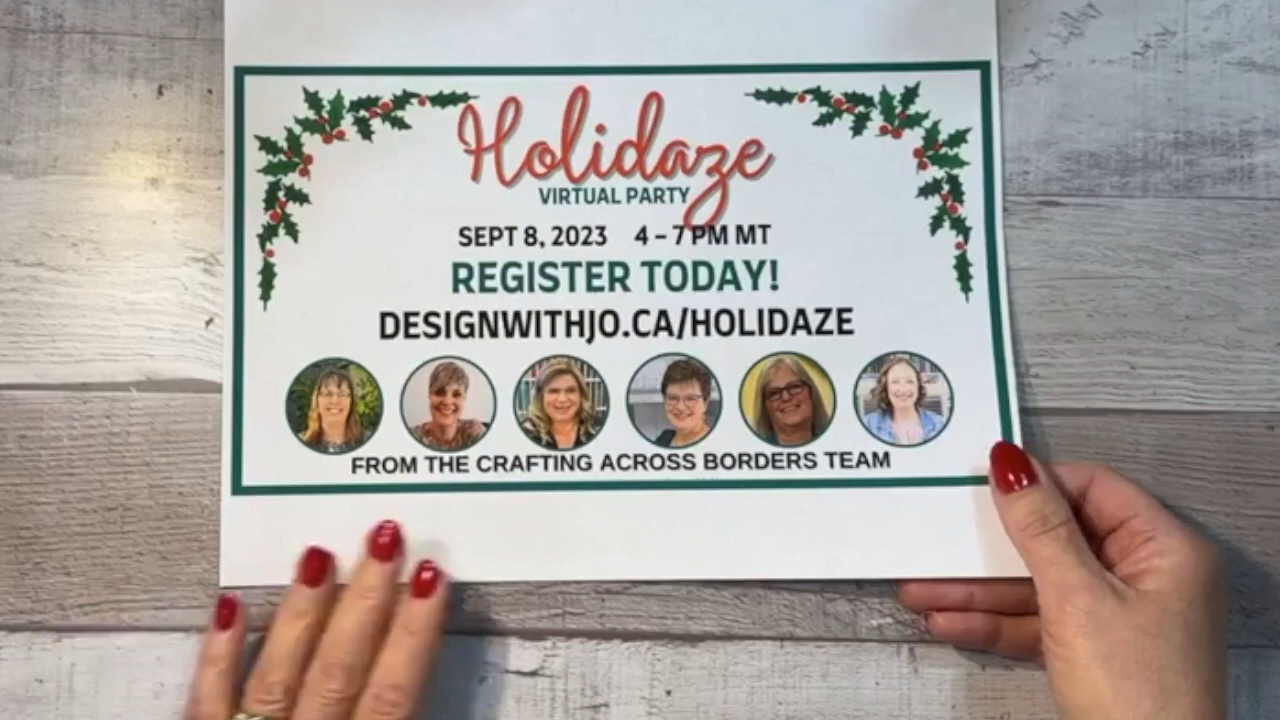 Holidaze
VIRTUAL PARTY
SEPT 8, 2023 4 – 7 PM MT
REGISTER TODAY!
DESIGNWITHJO.CA/HOLIDAZE
FROM THE CRAFTING ACROSS BORDERS TEAM